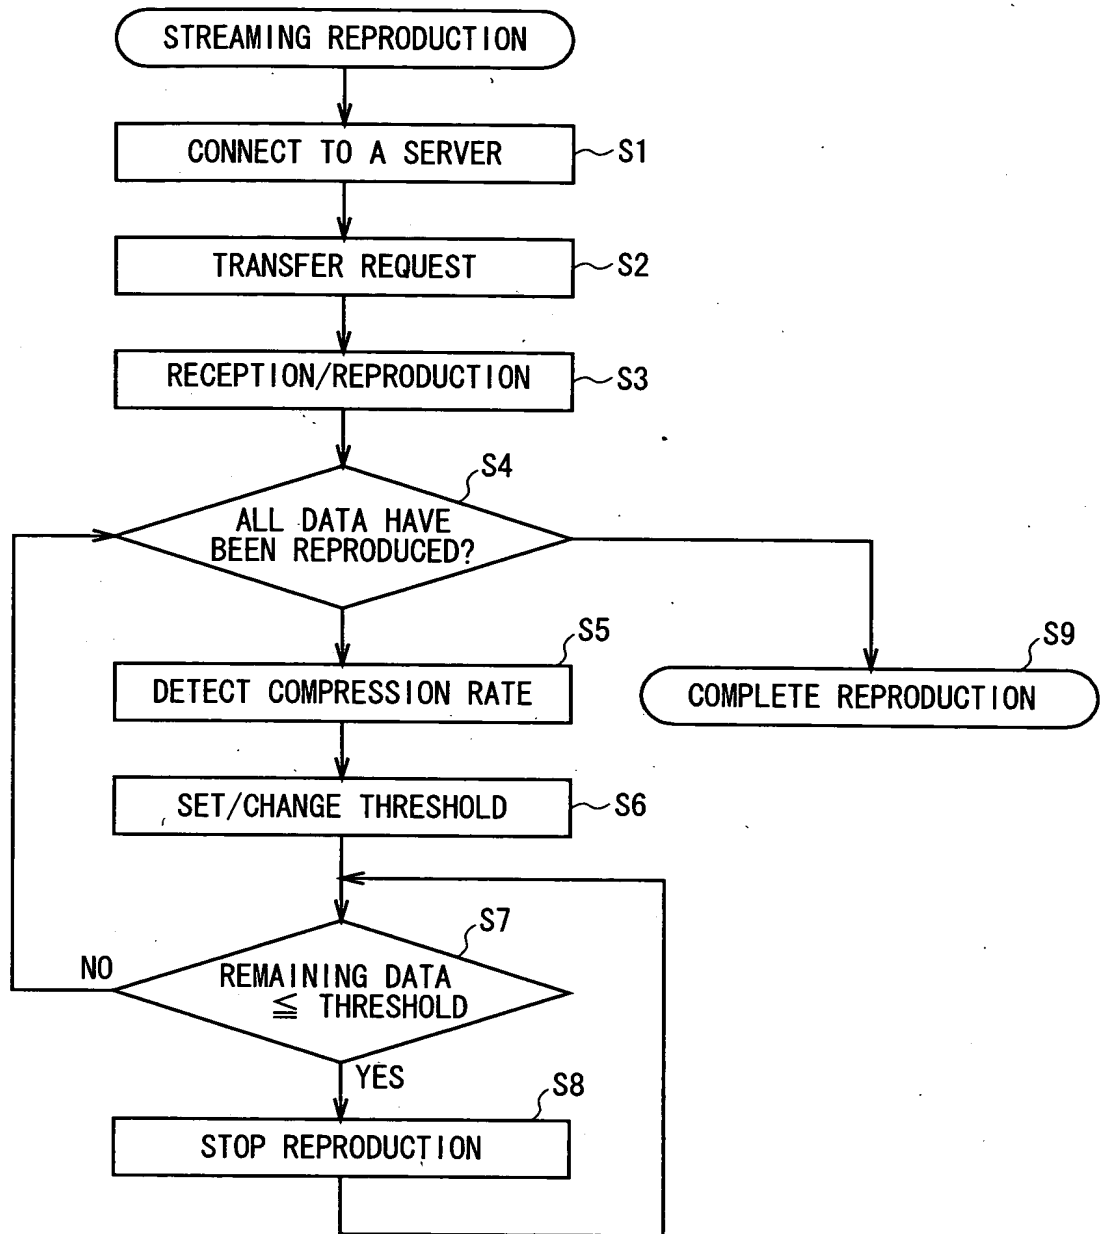 STREAMING REPRODUCTION
CONNECT TO A SERVER
S1
TRANSFER REQUEST
S2
RECEPTION/REPRODUCTION
S3
S4
ALL DATA HAVE
BEEN REPRODUCED?
S5
DETECT COMPRESSION RATE
S9
COMPLETE REPRODUCTION
SET/CHANGE THRESHOLD
S6
S7
NO
REMAINING DATA
≦ THRESHOLD
YES
S8
STOP REPRODUCTION